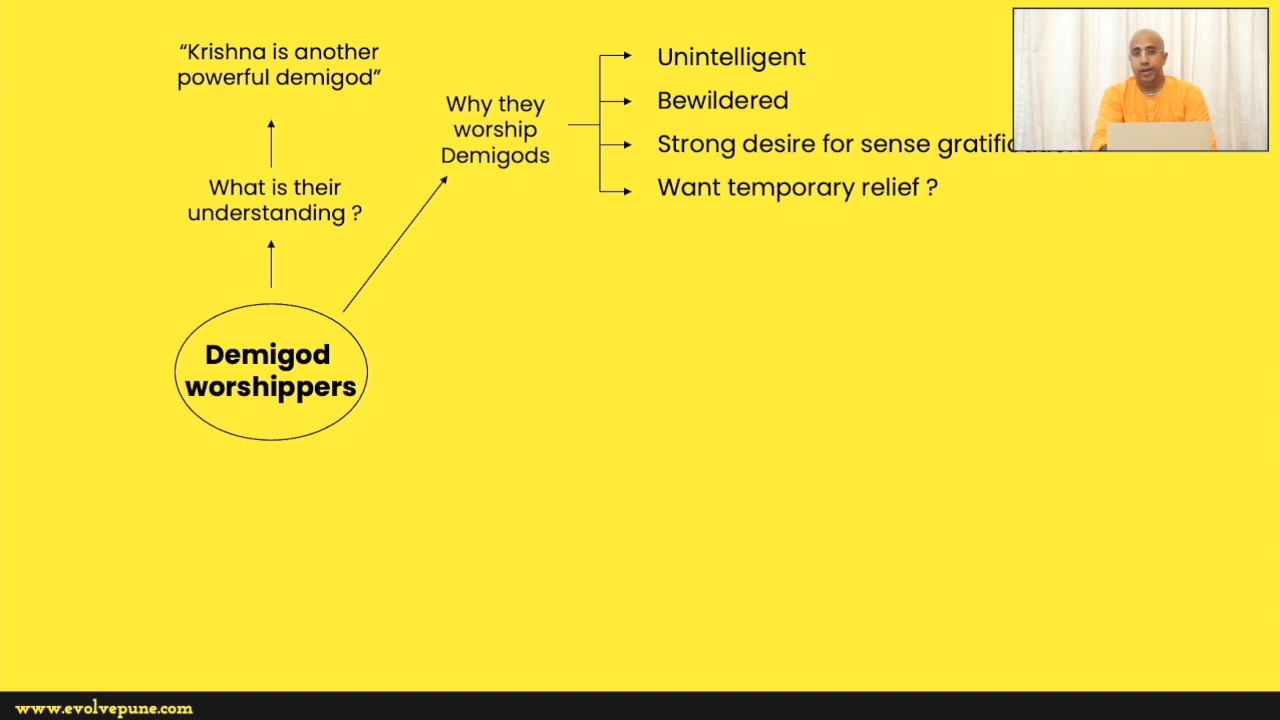 “Krishna is another
powerful demigod”
What is their
understanding ?
Demigod
worshippers
Why they
worship
Demigods
Unintelligent
Bewildered
Strong desire for sense
Want temporary relief ?
www.evolvepune.com